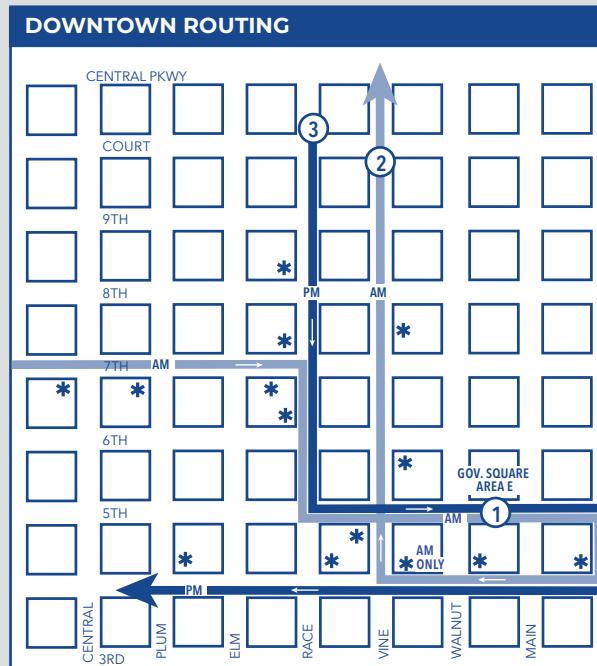 DOWNTOWN ROUTING
CENTRAL PKWY
3
COURT
2
9TH
8TH
PM
AM
7TH
AM
6TH
GOV. SQUARE
AREA E
5TH
AM
1
AM
ONLY
PM
CENTRAL
3RD
PLUM
ELM
RACE
VINE
WALNUT
MAIN